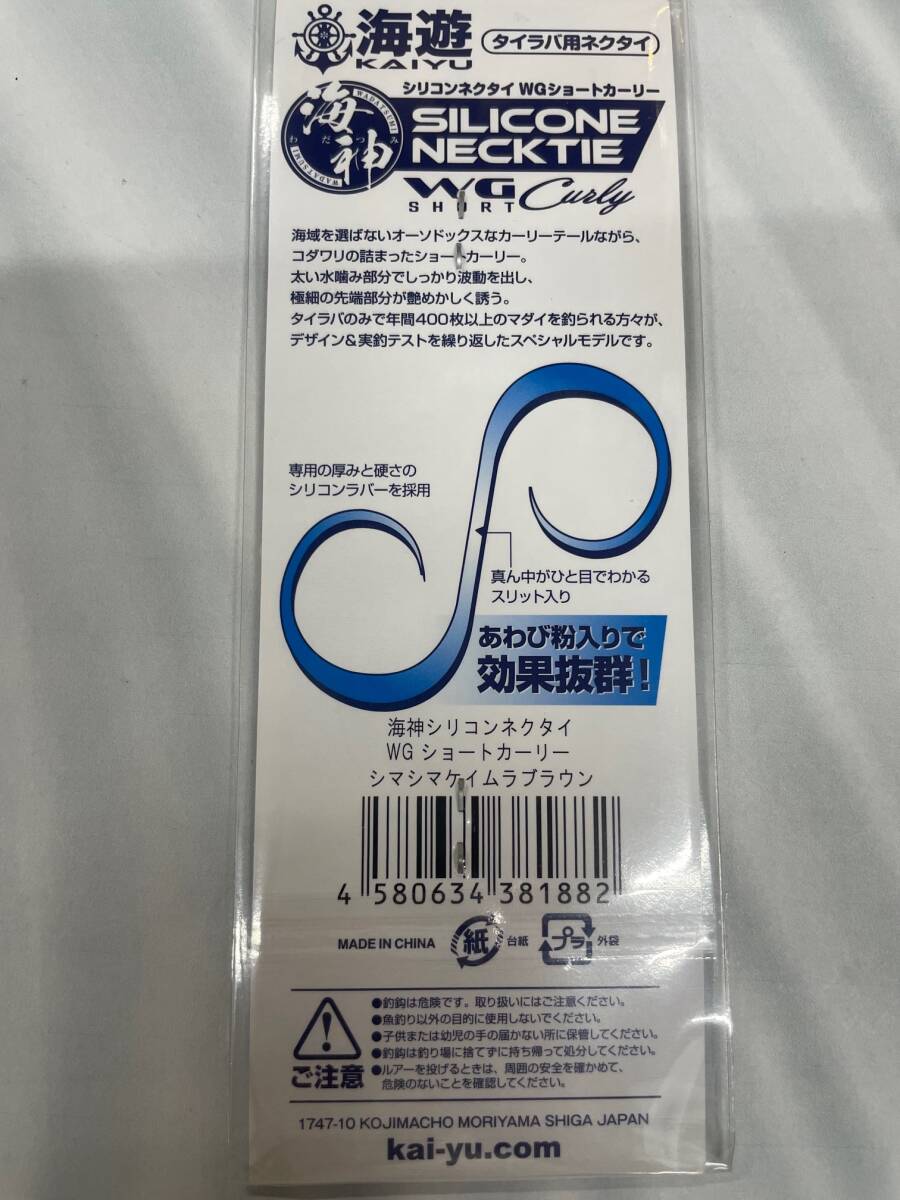 海遊
KAIYU
タイラバ用ネクタイ
シリコンネクタイ WGショートカーリー
海神
わだつみ
WADATSUMI
WADATSUMI
SILICONE
NECKTIE
WG
SHORT
Curly
海域を選ばないオーソドックスなカーリーテールながら、
コダワリの詰まったショートカーリー。
太い水噛み部分でしっかり波動を出し、
極細の先端部分が艶めかしく誘う。
タイラバのみで年間400枚以上のマダイを釣られる方々が、
デザイン&実釣テストを繰り返したスペシャルモデルです。
専用の厚みと硬さの
シリコンラバーを採用
真ん中がひと目でわかる
スリット入り
あわび粉入りで
効果抜群!
海神シリコンネクタイ
WG ショートカーリー
シマシマケイムラブラウン
4 580634 381882
MADE IN CHINA
紙
台紙
プラ
外袋
ご注意
●釣鈎は危険です。取り扱いにはご注意ください。
●魚釣り以外の目的に使用しないでください。
●子供または幼児の手の届かない所に保管してください。
●釣鈎は釣り場に捨てずに持ち帰って処分してください。
●ルアーを投げるときは、周囲の安全を確かめて、
危険のないことを確認してください。
1747-10 KOJIMACHO MORIYAMA SHIGA JAPAN
kai-yu.com